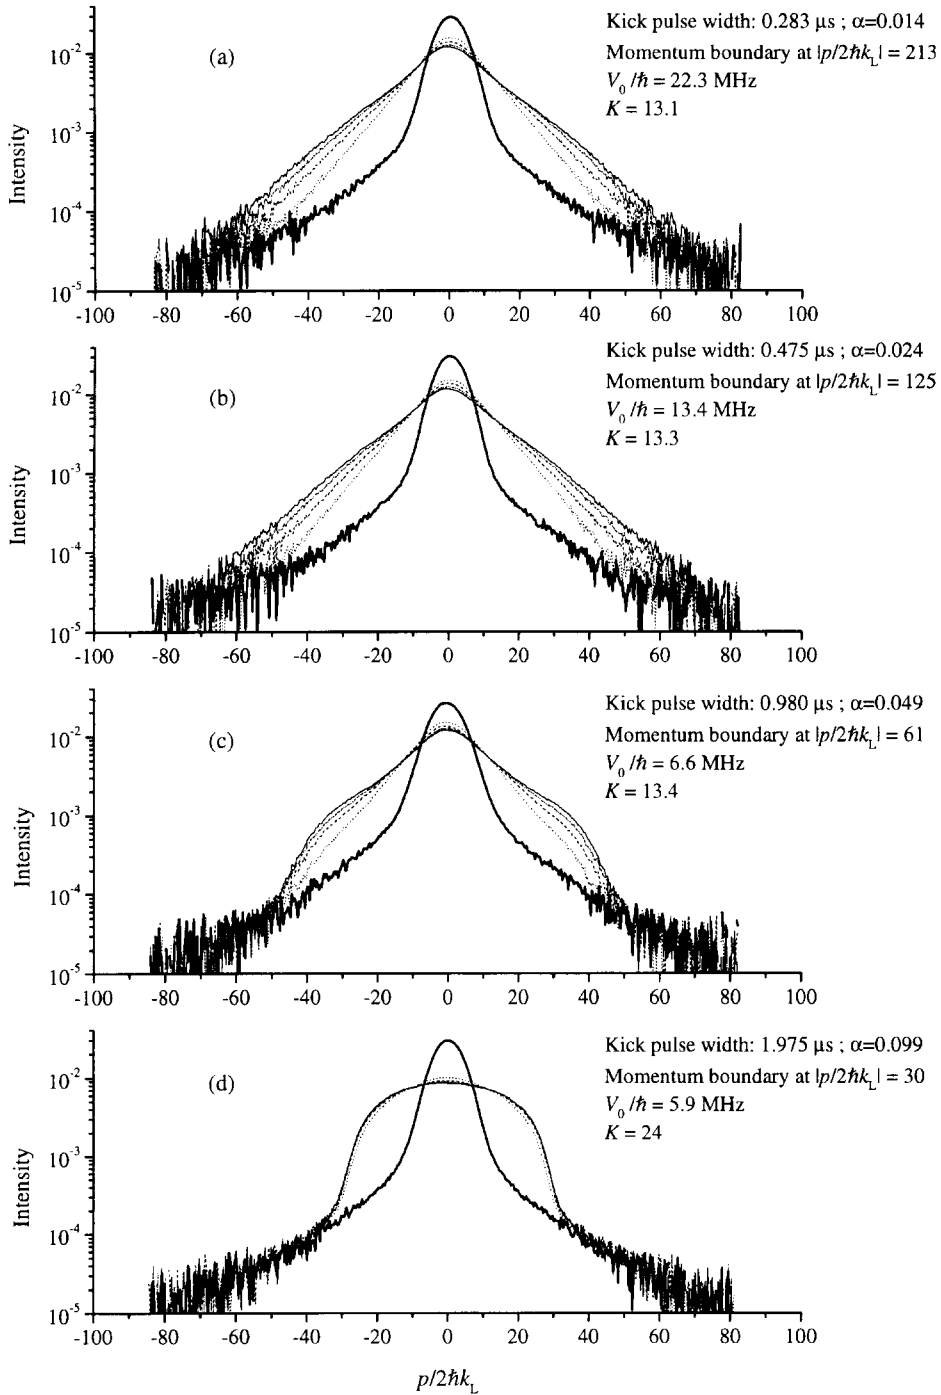 Kick pulse width: 0.283 μs ; α=0.014
(a)
Momentum boundary at |p/2ℏk_L| = 213
V_0/ℏ = 22.3 MHz
K = 13.1
Intensity
10^-2
10^-3
10^-4
10^-5
-100 -80 -60 -40 -20 0 20 40 60 80 100
Kick pulse width: 0.475 μs ; α=0.024
(b)
Momentum boundary at |p/2ℏk_L| = 125
V_0/ℏ = 13.4 MHz
K = 13.3
Intensity
10^-2
10^-3
10^-4
10^-5
-100 -80 -60 -40 -20 0 20 40 60 80 100
Kick pulse width: 0.980 μs ; α=0.049
(c)
Momentum boundary at |p/2ℏk_L| = 61
V_0/ℏ = 6.6 MHz
K = 13.4
Intensity
10^-2
10^-3
10^-4
10^-5
-100 -80 -60 -40 -20 0 20 40 60 80 100
Kick pulse width: 1.975 μs ; α=0.099
(d)
Momentum boundary at |p/2ℏk_L| = 30
V_0/ℏ = 5.9 MHz
K = 24
Intensity
10^-2
10^-3
10^-4
10^-5
-100 -80 -60 -40 -20 0 20 40 60 80 100
p/2ℏk_L